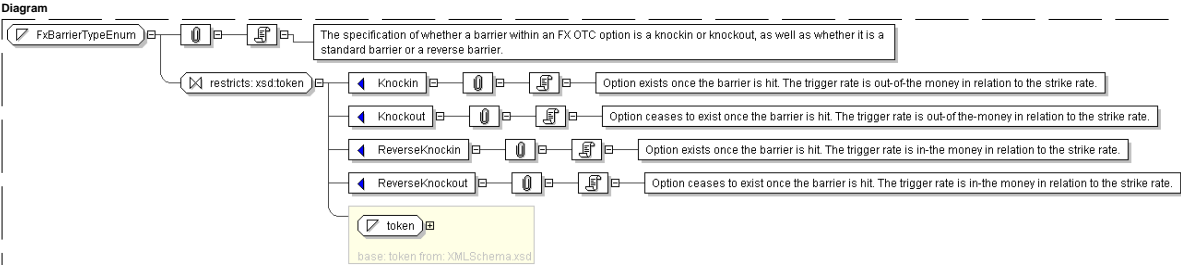 Diagram
FxBarrierTypeEnum
The specification of whether a barrier within an FX OTC option is a knockin or knockout, as well as whether it is a
standard barrier or a reverse barrier.
restricts: xsd:token
Knockin
Option exists once the barrier is hit. The trigger rate is out-of-the money in relation to the strike rate.
Knockout
Option ceases to exist once the barrier is hit. The trigger rate is out-of the-money in relation to the strike rate.
ReverseKnockin
Option exists once the barrier is hit. The trigger rate is in-the money in relation to the strike rate.
ReverseKnockout
Option ceases to exist once the barrier is hit. The trigger rate is in-the money in relation to the strike rate.
token
base: token from: XMLSchema.xsd